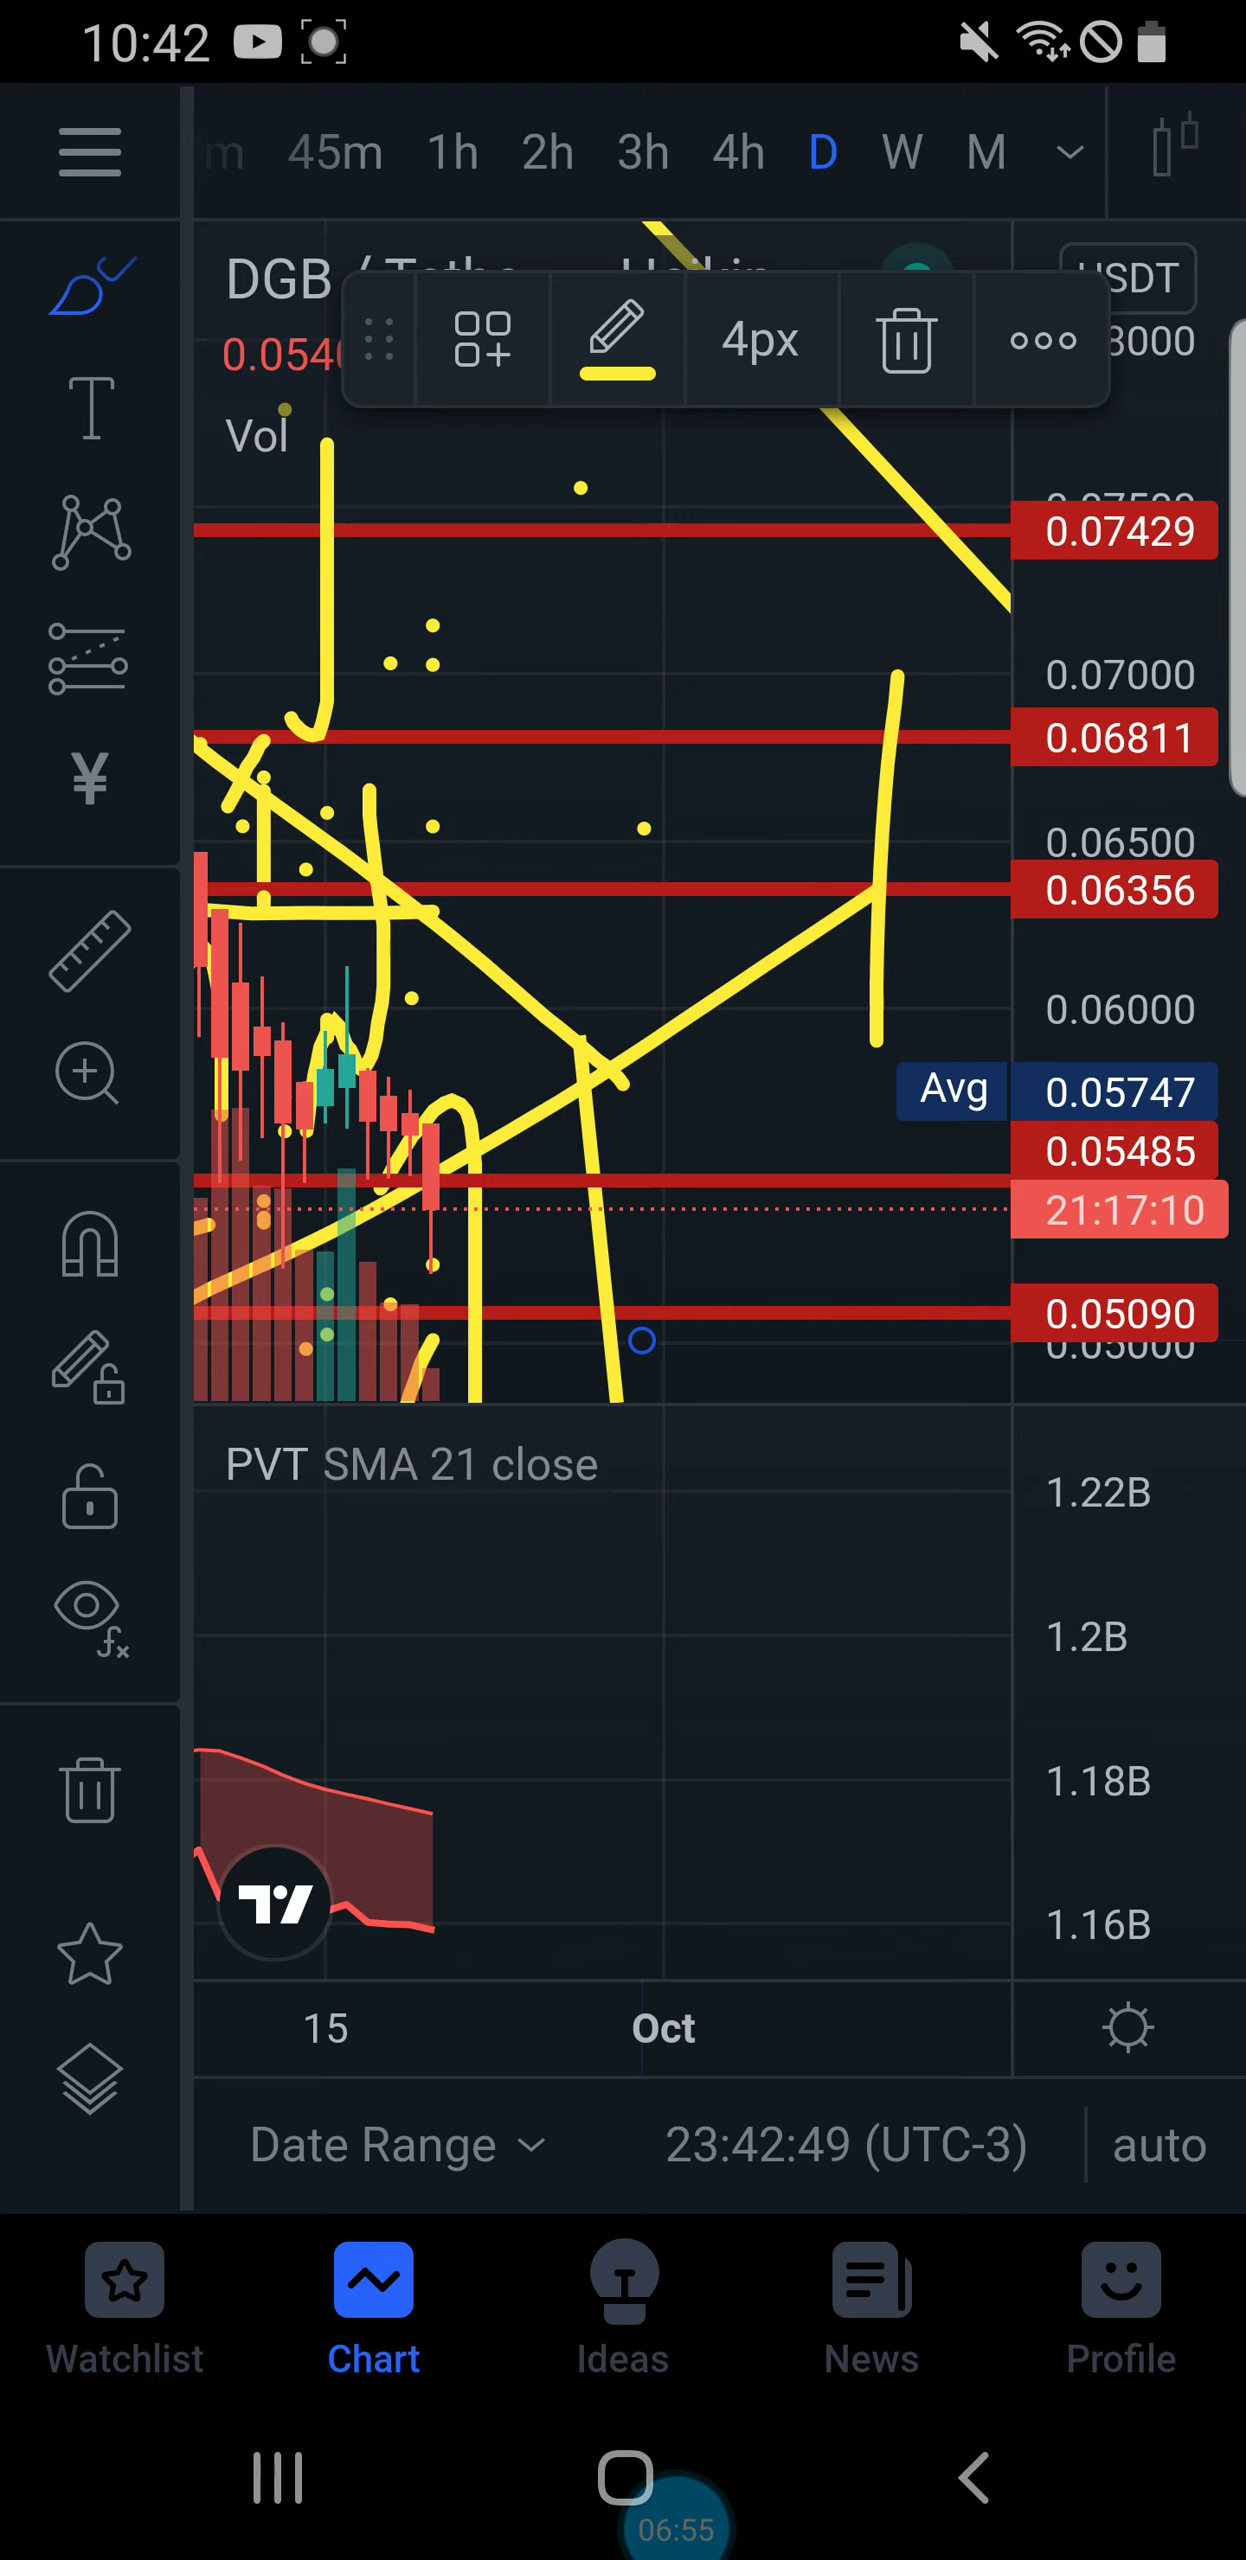 10:42
45m 1h 2h 3h 4h D W M
DGB /
USDT
0.054
4px
Vol
0.07429
0.07000
0.06811
0.06500
0.06356
0.06000
Avg 0.05747
0.05485
21:17:10
0.05090
0.05000
PVT SMA 21 close
1.22B
1.2B
1.18B
1.16B
15 Oct
Date Range 23:42:49 (UTC-3) auto
Watchlist Chart Ideas News Profile
06:55